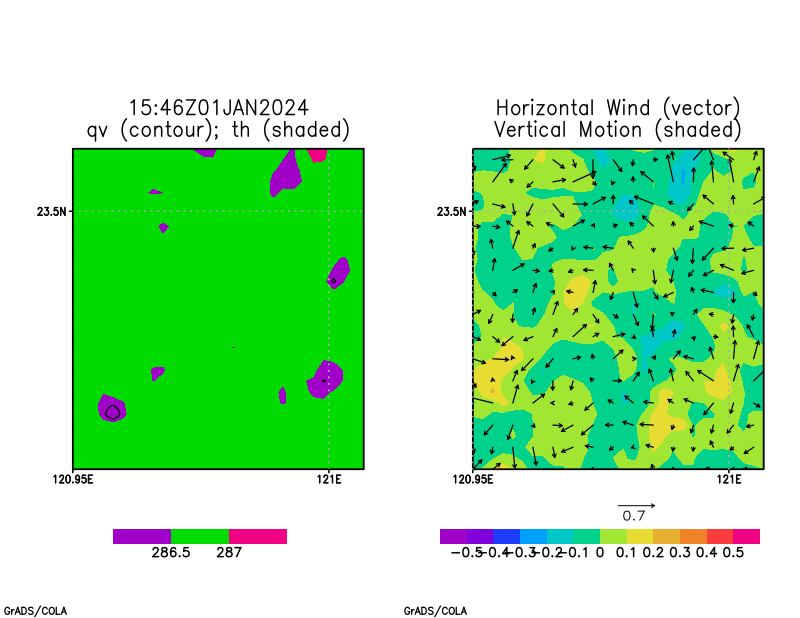 15:46Z01JAN2024
qv (contour); th (shaded)
23.5N
120.95E
121E
286.5
287
Horizontal Wind (vector)
Vertical Motion (shaded)
23.5N
120.95E
121E
0.7
-0.5 -0.4 -0.3 -0.2 -0.1 0 0.1 0.2 0.3 0.4 0.5
GrADS/COLA
GrADS/COLA